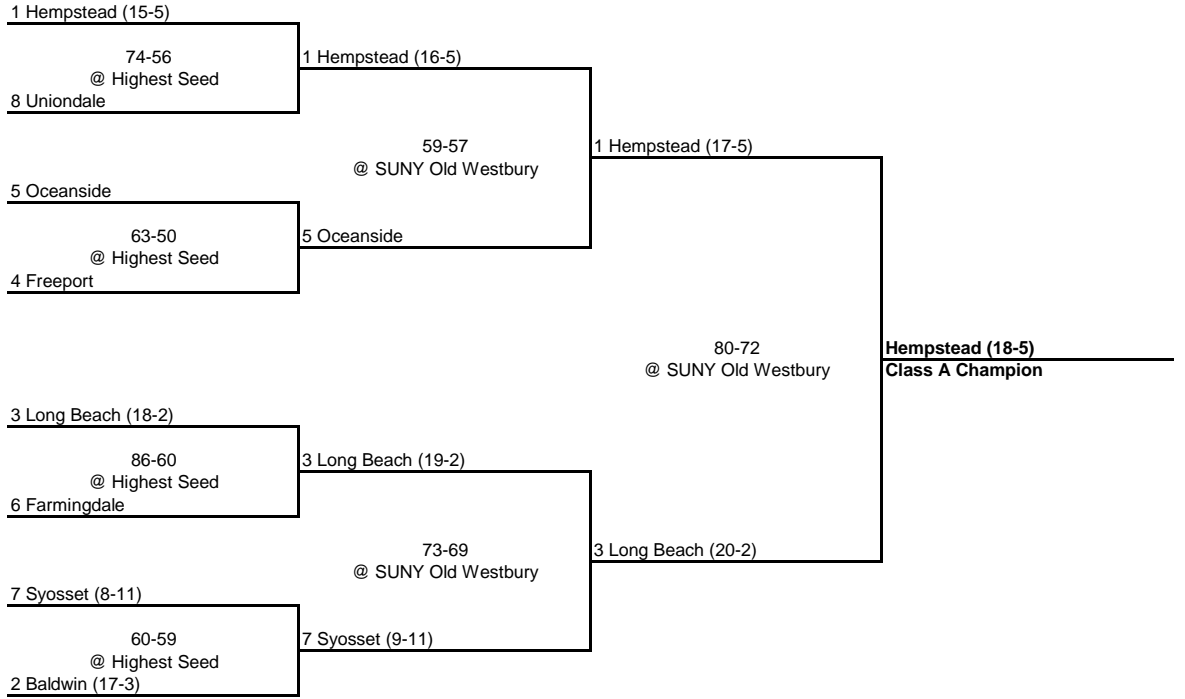 1 Hempstead (15-5)
74-56
@ Highest Seed
8 Uniondale
1 Hempstead (16-5)
59-57
@ SUNY Old Westbury
5 Oceanside
63-50
@ Highest Seed
4 Freeport
5 Oceanside
1 Hempstead (17-5)
80-72
@ SUNY Old Westbury
Hempstead (18-5)
Class A Champion
3 Long Beach (18-2)
86-60
@ Highest Seed
6 Farmingdale
3 Long Beach (19-2)
73-69
@ SUNY Old Westbury
3 Long Beach (20-2)
7 Syosset (8-11)
60-59
@ Highest Seed
2 Baldwin (17-3)
7 Syosset (9-11)